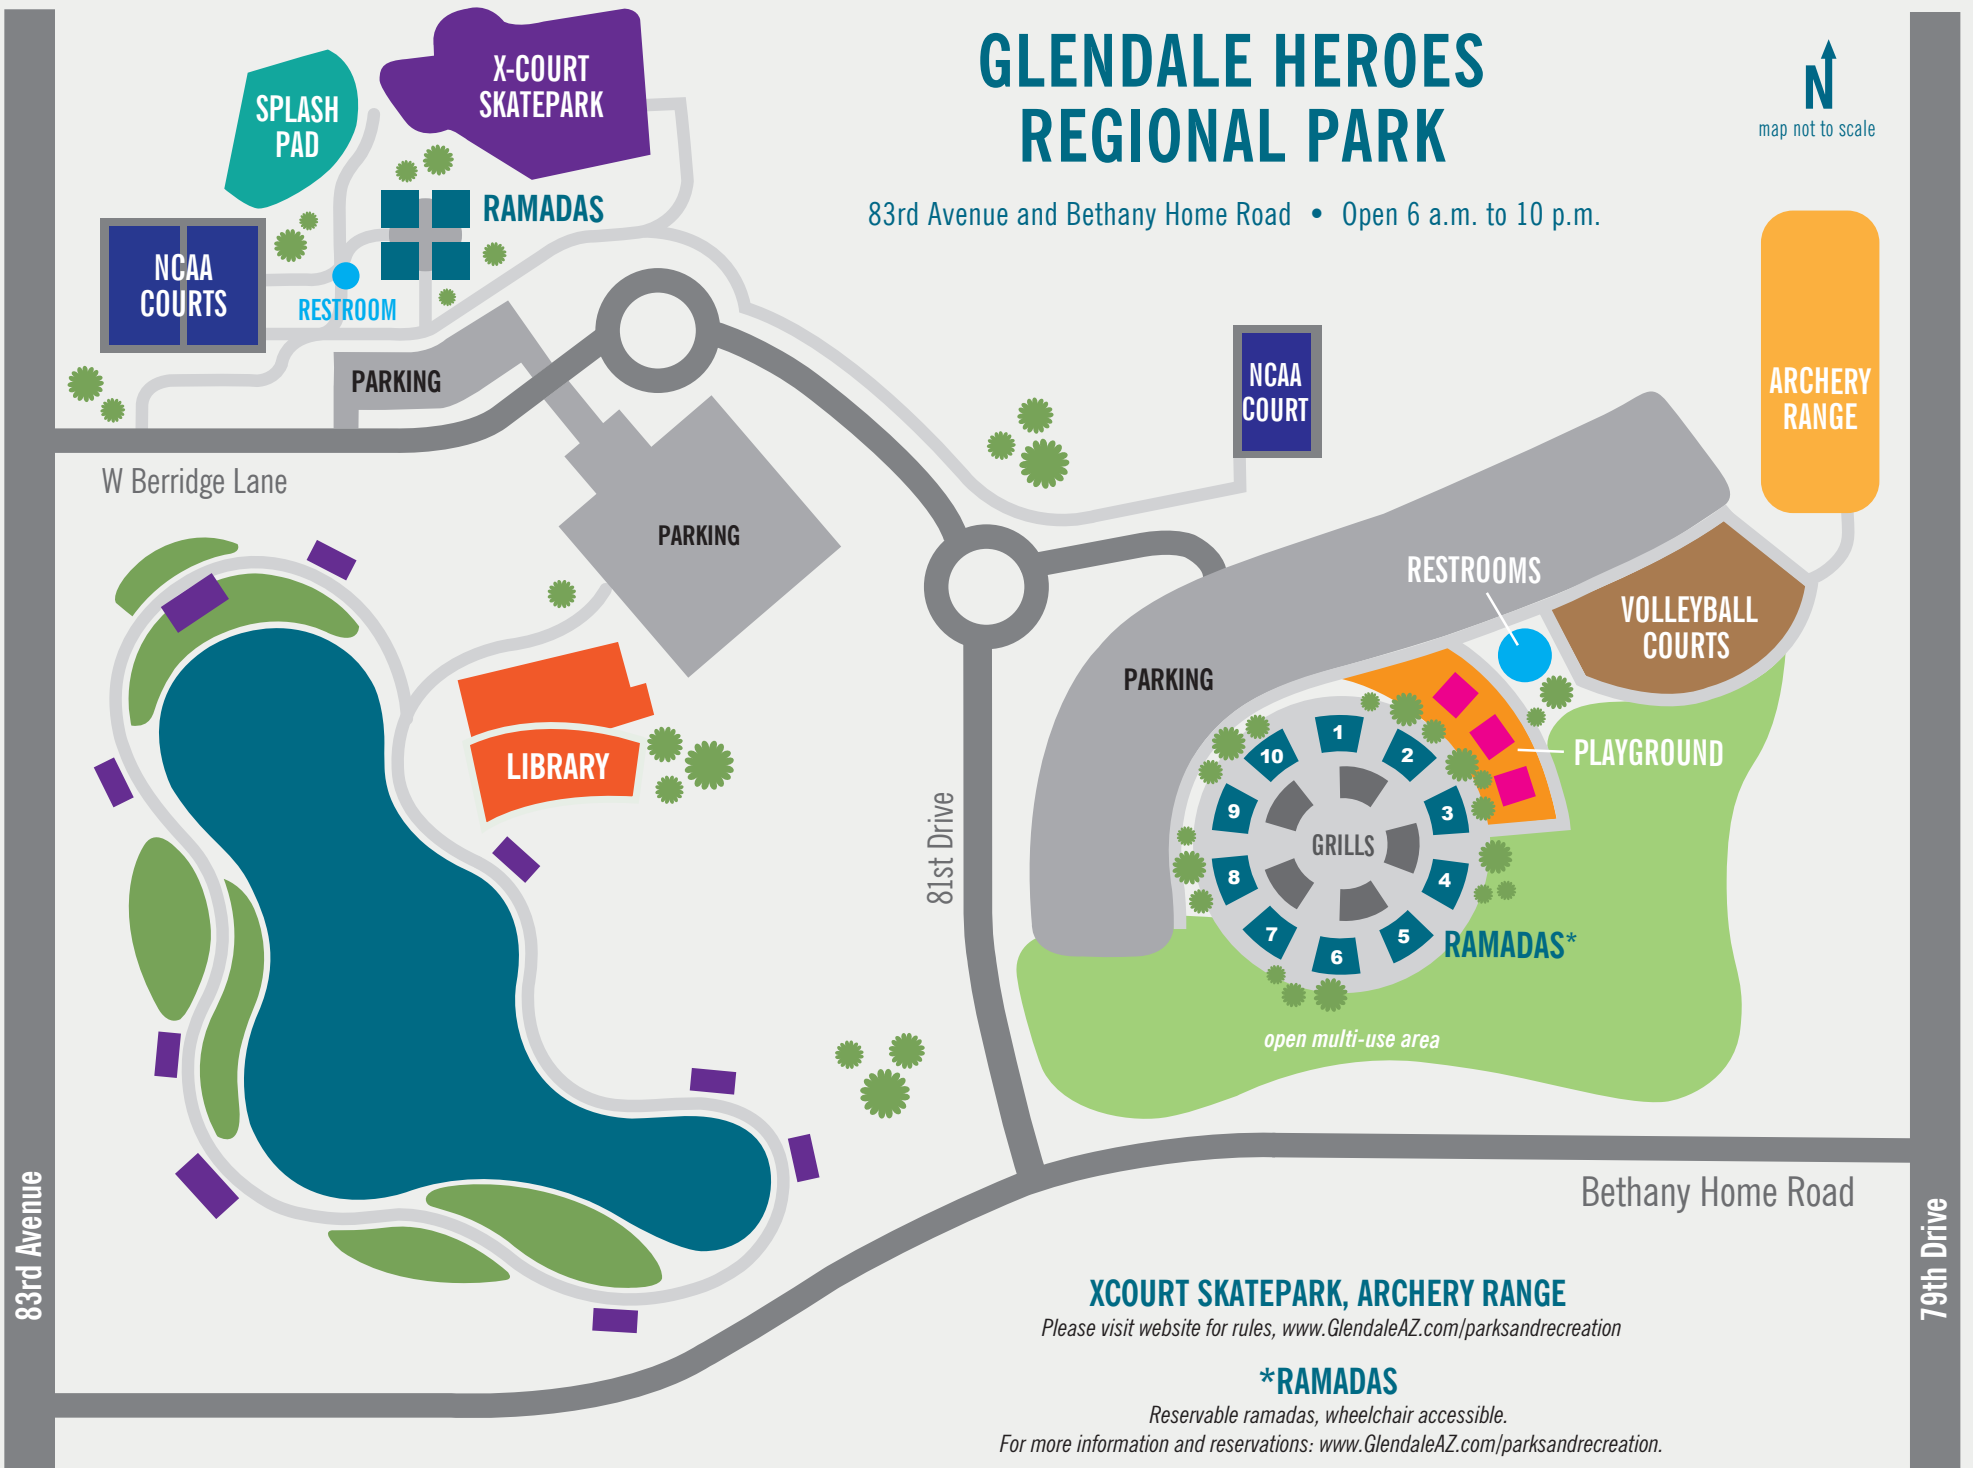 GLENDALE HEROES
REGIONAL PARK
83rd Avenue and Bethany Home Road • Open 6 a.m. to 10 p.m.
N
map not to scale
X-COURT
SKATEPARK
SPLASH
PAD
RAMADAS
NCAA
COURTS
RESTROOM
PARKING
W Berridge Lane
PARKING
NCAA
COURT
ARCHERY
RANGE
RESTROOMS
VOLLEYBALL
COURTS
PARKING
PLAYGROUND
LIBRARY
81st Drive
1
2
3
4
5
6
7
8
9
10
GRILLS
RAMADAS*
open multi-use area
83rd Avenue
Bethany Home Road
79th Drive
XCOURT SKATEPARK, ARCHERY RANGE
Please visit website for rules, www.GlendaleAZ.com/parksandrecreation
*RAMADAS
Reservable ramadas, wheelchair accessible.
For more information and reservations: www.GlendaleAZ.com/parksandrecreation.